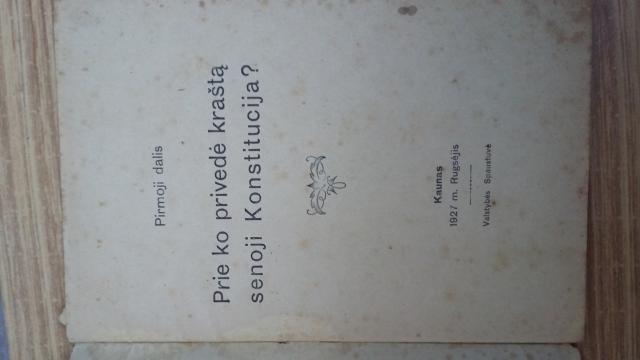 Pirmoji dalis
Prie ko privedė kraštą
senoji Konstitucija?
Kaunas
1927 m. Rugsėjis
Valstybės Spaustuvė